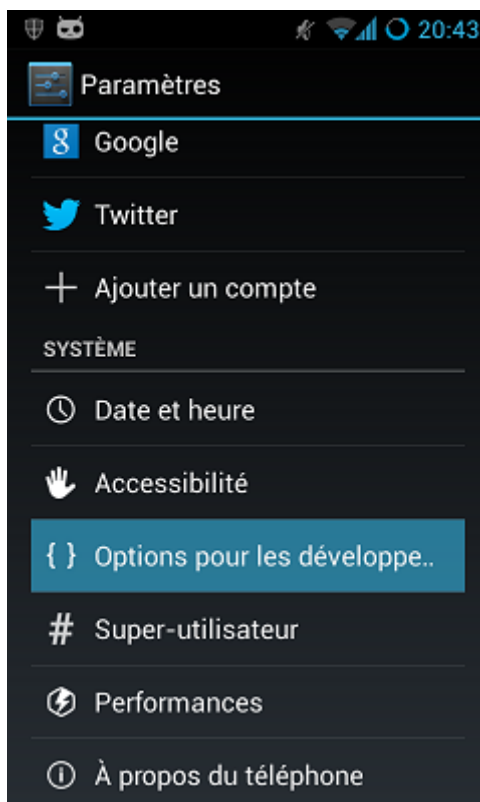 20:43
Paramètres
Google
Twitter
Ajouter un compte
SYSTÈME
Date et heure
Accessibilité
{ } Options pour les développe..
# Super-utilisateur
Performances
À propos du téléphone